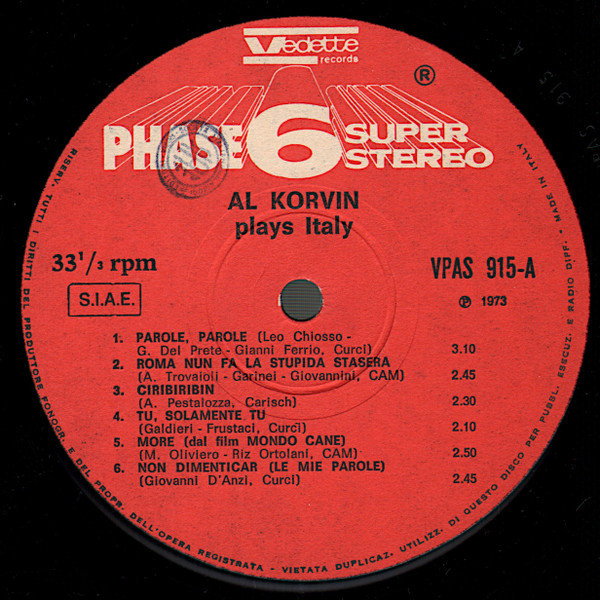 Vedette
records
®
PHASE 6 SUPER
STEREO
AL KORVIN
plays Italy
33 1/3 rpm
VPAS 915-A
S.I.A.E.
℗ 1973
1. PAROLE, PAROLE (Leo Chiosso -
G. Del Prete - Gianni Ferrio, Curci) 3.10
2. ROMA NUN FA LA STUPIDA STASERA
(A. Trovaioli - Garinei - Giovannini, CAM) 2.45
3. CIRIBIRIBIN
(A. Pestalozza, Carisch) 2.30
4. TU, SOLAMENTE TU
(Galdieri - Frustaci, Curci) 2.10
5. MORE (dal film MONDO CANE)
(M. Oliviero - Riz Ortolani, CAM) 2.50
6. NON DIMENTICAR (LE MIE PAROLE)
(Giovanni D'Anzi, Curci) 2.45
RISERV. TUTTI I DIRITTI DEL PRODUTTORE FONOGR. E DEL PROPR. DELL'OPERA REGISTRATA - VIETATA DUPLICAZ. UTILIZZ. DI QUESTO DISCO PER PUBBL. ESECUZ. E RADIO DIFF. • MADE IN ITALY